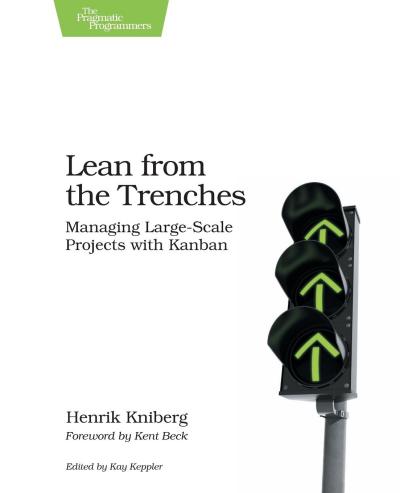 The
Pragmatic
Programmers
Lean from
the Trenches
Managing Large-Scale
Projects with Kanban
Henrik Kniberg
Foreword by Kent Beck
Edited by Kay Keppler